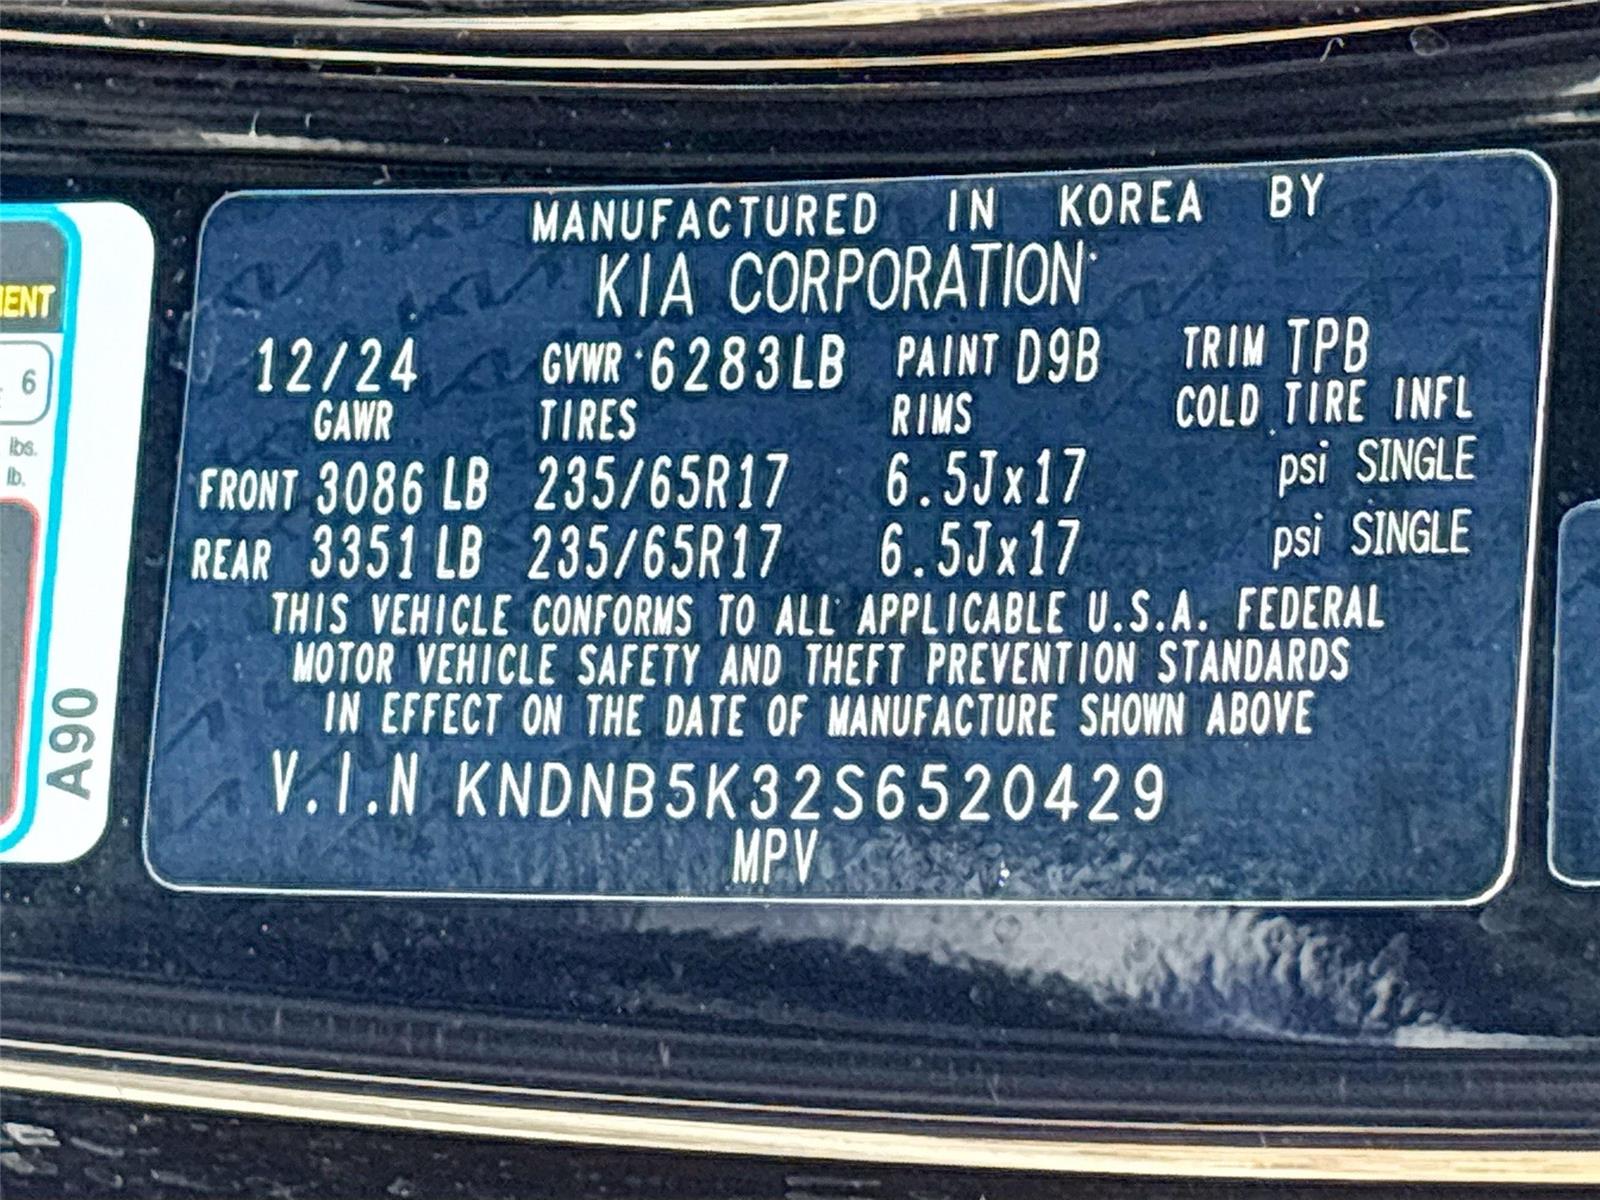 MANUFACTURED IN KOREA BY
KIA CORPORATION
12/24 GVWR 6283LB PAINT D9B TRIM TPB
GAWR TIRES RIMS COLD TIRE INFL
FRONT 3086 LB 235/65R17 6.5Jx17 psi SINGLE
REAR 3351 LB 235/65R17 6.5Jx17 psi SINGLE
THIS VEHICLE CONFORMS TO ALL APPLICABLE U.S.A. FEDERAL
MOTOR VEHICLE SAFETY AND THEFT PREVENTION STANDARDS
IN EFFECT ON THE DATE OF MANUFACTURE SHOWN ABOVE
V.I.N KNDNB5K32S6520429
MPV
6
lbs.
lb.
A90